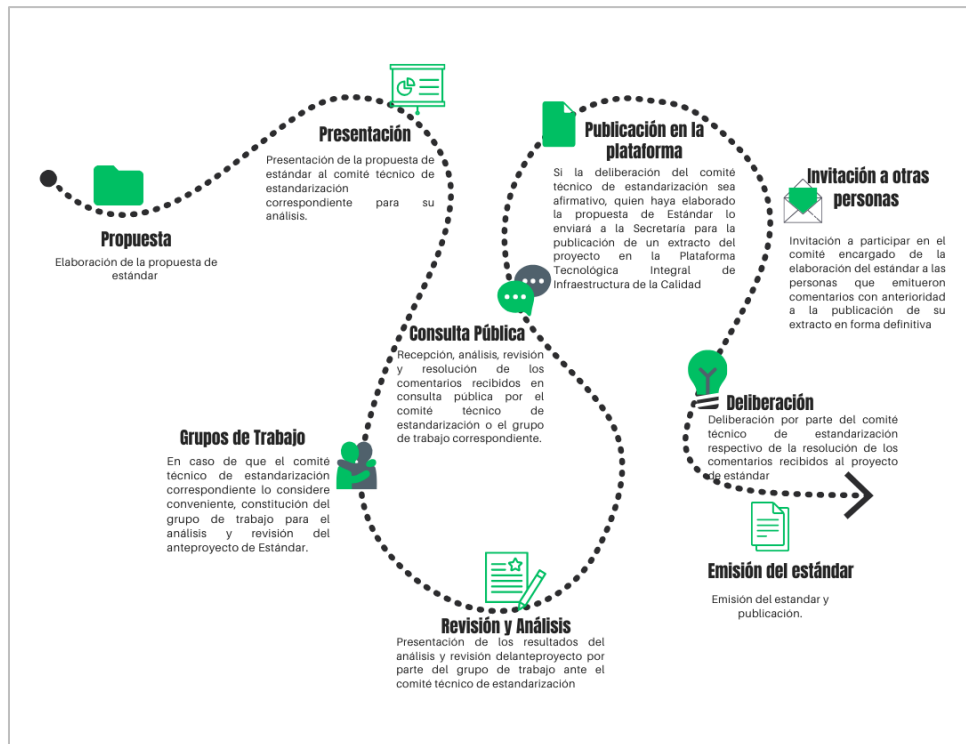 Propuesta
Elaboración de la propuesta de
estándar
Presentación
Presentación de la propuesta de
estándar al comité técnico de
estandarización
correspondiente para su
análisis.
Grupos de Trabajo
En caso de que el comité
técnico de estandarización
correspondiente lo considere
conveniente, constitución del
grupo de trabajo para el
análisis y revisión del
anteproyecto de Estándar.
Revisión y Análisis
Presentación de los resultados del
análisis y revisión delanteproyecto por
parte del grupo de trabajo ante el
comité técnico de estandarización
Consulta Pública
Recepción, análisis, revisión
y resolución de los
comentarios recibidos en
consulta pública por el
comité técnico de
estandarización o el grupo
de trabajo correspondiente.
Publicación en la
plataforma
Si la deliberación del comité
técnico de estandarización sea
afirmativo, quien haya elaborado
la propuesta de Estándar lo
enviará a la Secretaría para la
publicación de un extracto del
proyecto en la Plataforma
Tecnológica Integral de
Infraestructura de la Calidad
Invitación a otras
personas
Invitación a participar en el
comité encargado de la
elaboración del estándar a las
personas que emitueron
comentarios con anterioridad
a la publicación de su
extracto en forma definitiva
Deliberación
Deliberación por parte del comité
técnico de estandarización
respectivo de la resolución de los
comentarios recibidos al proyecto
de estándar
Emisión del estándar
Emisión del estandar y
publicación.